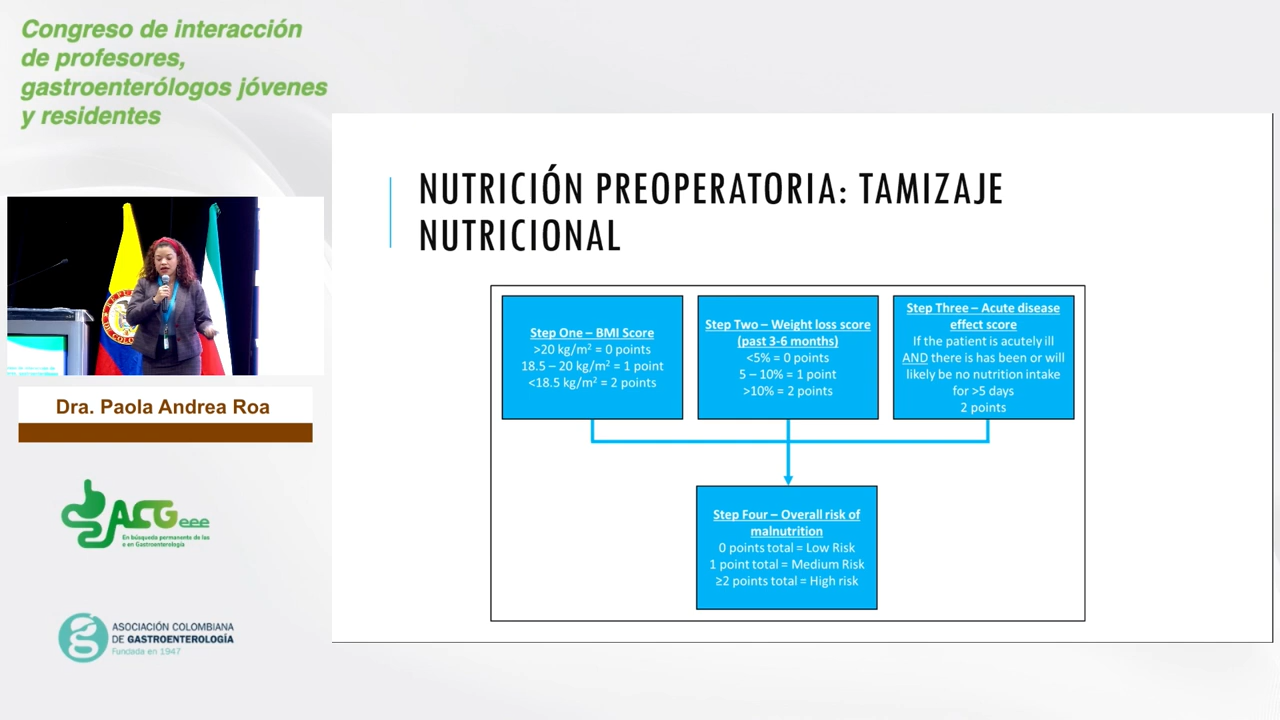 Congreso de interacción
de profesores,
gastroenterólogos jóvenes
y residentes
NUTRICIÓN PREOPERATORIA: TAMIZAJE
NUTRICIONAL
Step One – BMI Score
>20 kg/m² = 0 points
18.5 – 20 kg/m² = 1 point
<18.5 kg/m² = 2 points
Step Two – Weight loss score
(past 3-6 months)
<5% = 0 points
5 – 10% = 1 point
>10% = 2 points
Step Three – Acute disease
effect score
If the patient is acutely ill
AND there is has been or will
likely be no nutrition intake
for >5 days
2 points
Step Four – Overall risk of
malnutrition
0 points total = Low Risk
1 point total = Medium Risk
≥2 points total = High risk
Dra. Paola Andrea Roa
ACG eee
En búsqueda permanente de las
e en Gastroenterología
ASOCIACIÓN COLOMBIANA
DE GASTROENTEROLOGÍA
Fundada en 1947